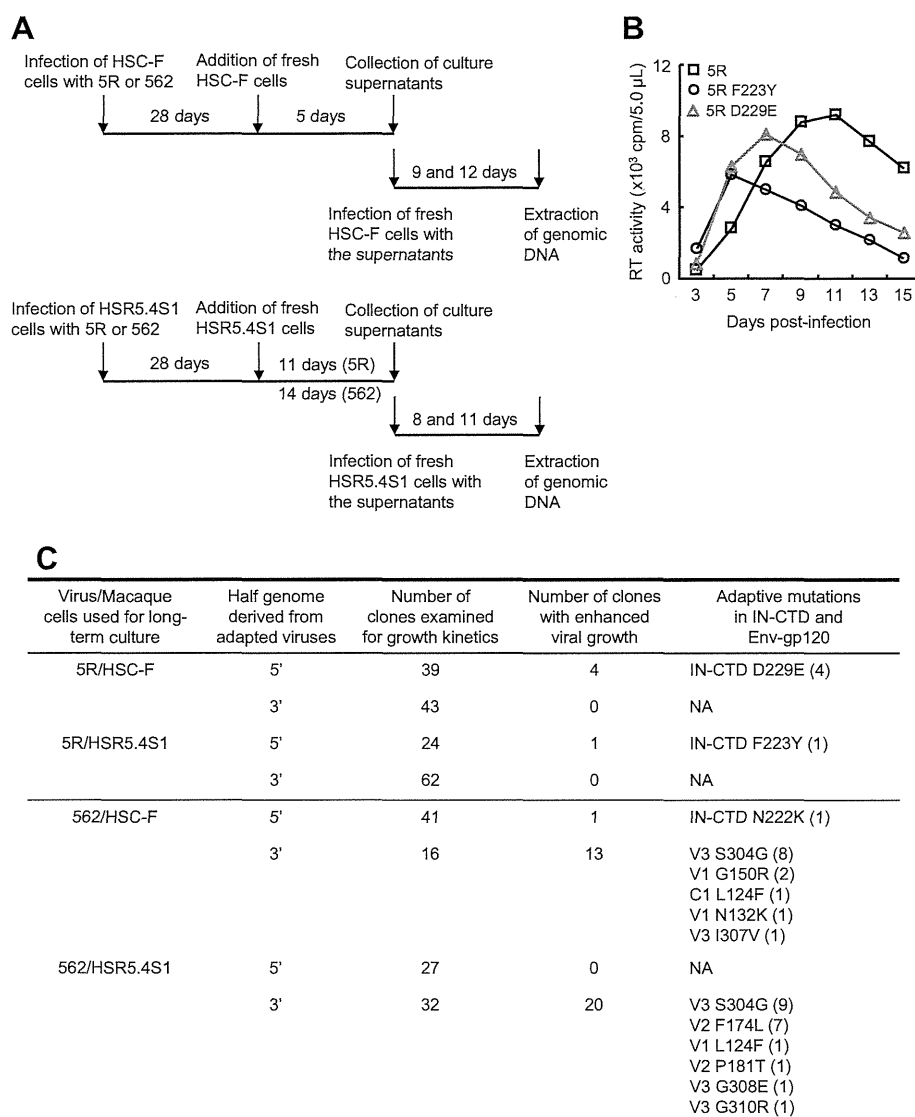 A
Infection of HSC-F
cells with 5R or 562
Addition of fresh
HSC-F cells
Collection of culture
supernatants
28 days
5 days
9 and 12 days
Infection of fresh
HSC-F cells with
the supernatants
Extraction
of genomic
DNA
Infection of HSR5.4S1
cells with 5R or 562
Addition of fresh
HSR5.4S1 cells
Collection of culture
supernatants
28 days
11 days (5R)
14 days (562)
8 and 11 days
Infection of fresh
HSR5.4S1 cells with
the supernatants
Extraction
of genomic
DNA
B
RT activity (x10³ cpm/5.0 µL)
12
8
4
0
5R
5R F223Y
5R D229E
3 5 7 9 11 13 15
Days post-infection
C
Virus/Macaque
cells used for long-
term culture
Half genome
derived from
adapted viruses
Number of
clones examined
for growth kinetics
Number of clones
with enhanced
viral growth
Adaptive mutations
in IN-CTD and
Env-gp120
5R/HSC-F 5' 39 4 IN-CTD D229E (4)
3' 43 0 NA
5R/HSR5.4S1 5' 24 1 IN-CTD F223Y (1)
3' 62 0 NA
562/HSC-F 5' 41 1 IN-CTD N222K (1)
3' 16 13 V3 S304G (8)
V1 G150R (2)
C1 L124F (1)
V1 N132K (1)
V3 I307V (1)
562/HSR5.4S1 5' 27 0 NA
3' 32 20 V3 S304G (9)
V2 F174L (7)
V1 L124F (1)
V2 P181T (1)
V3 G308E (1)
V3 G310R (1)